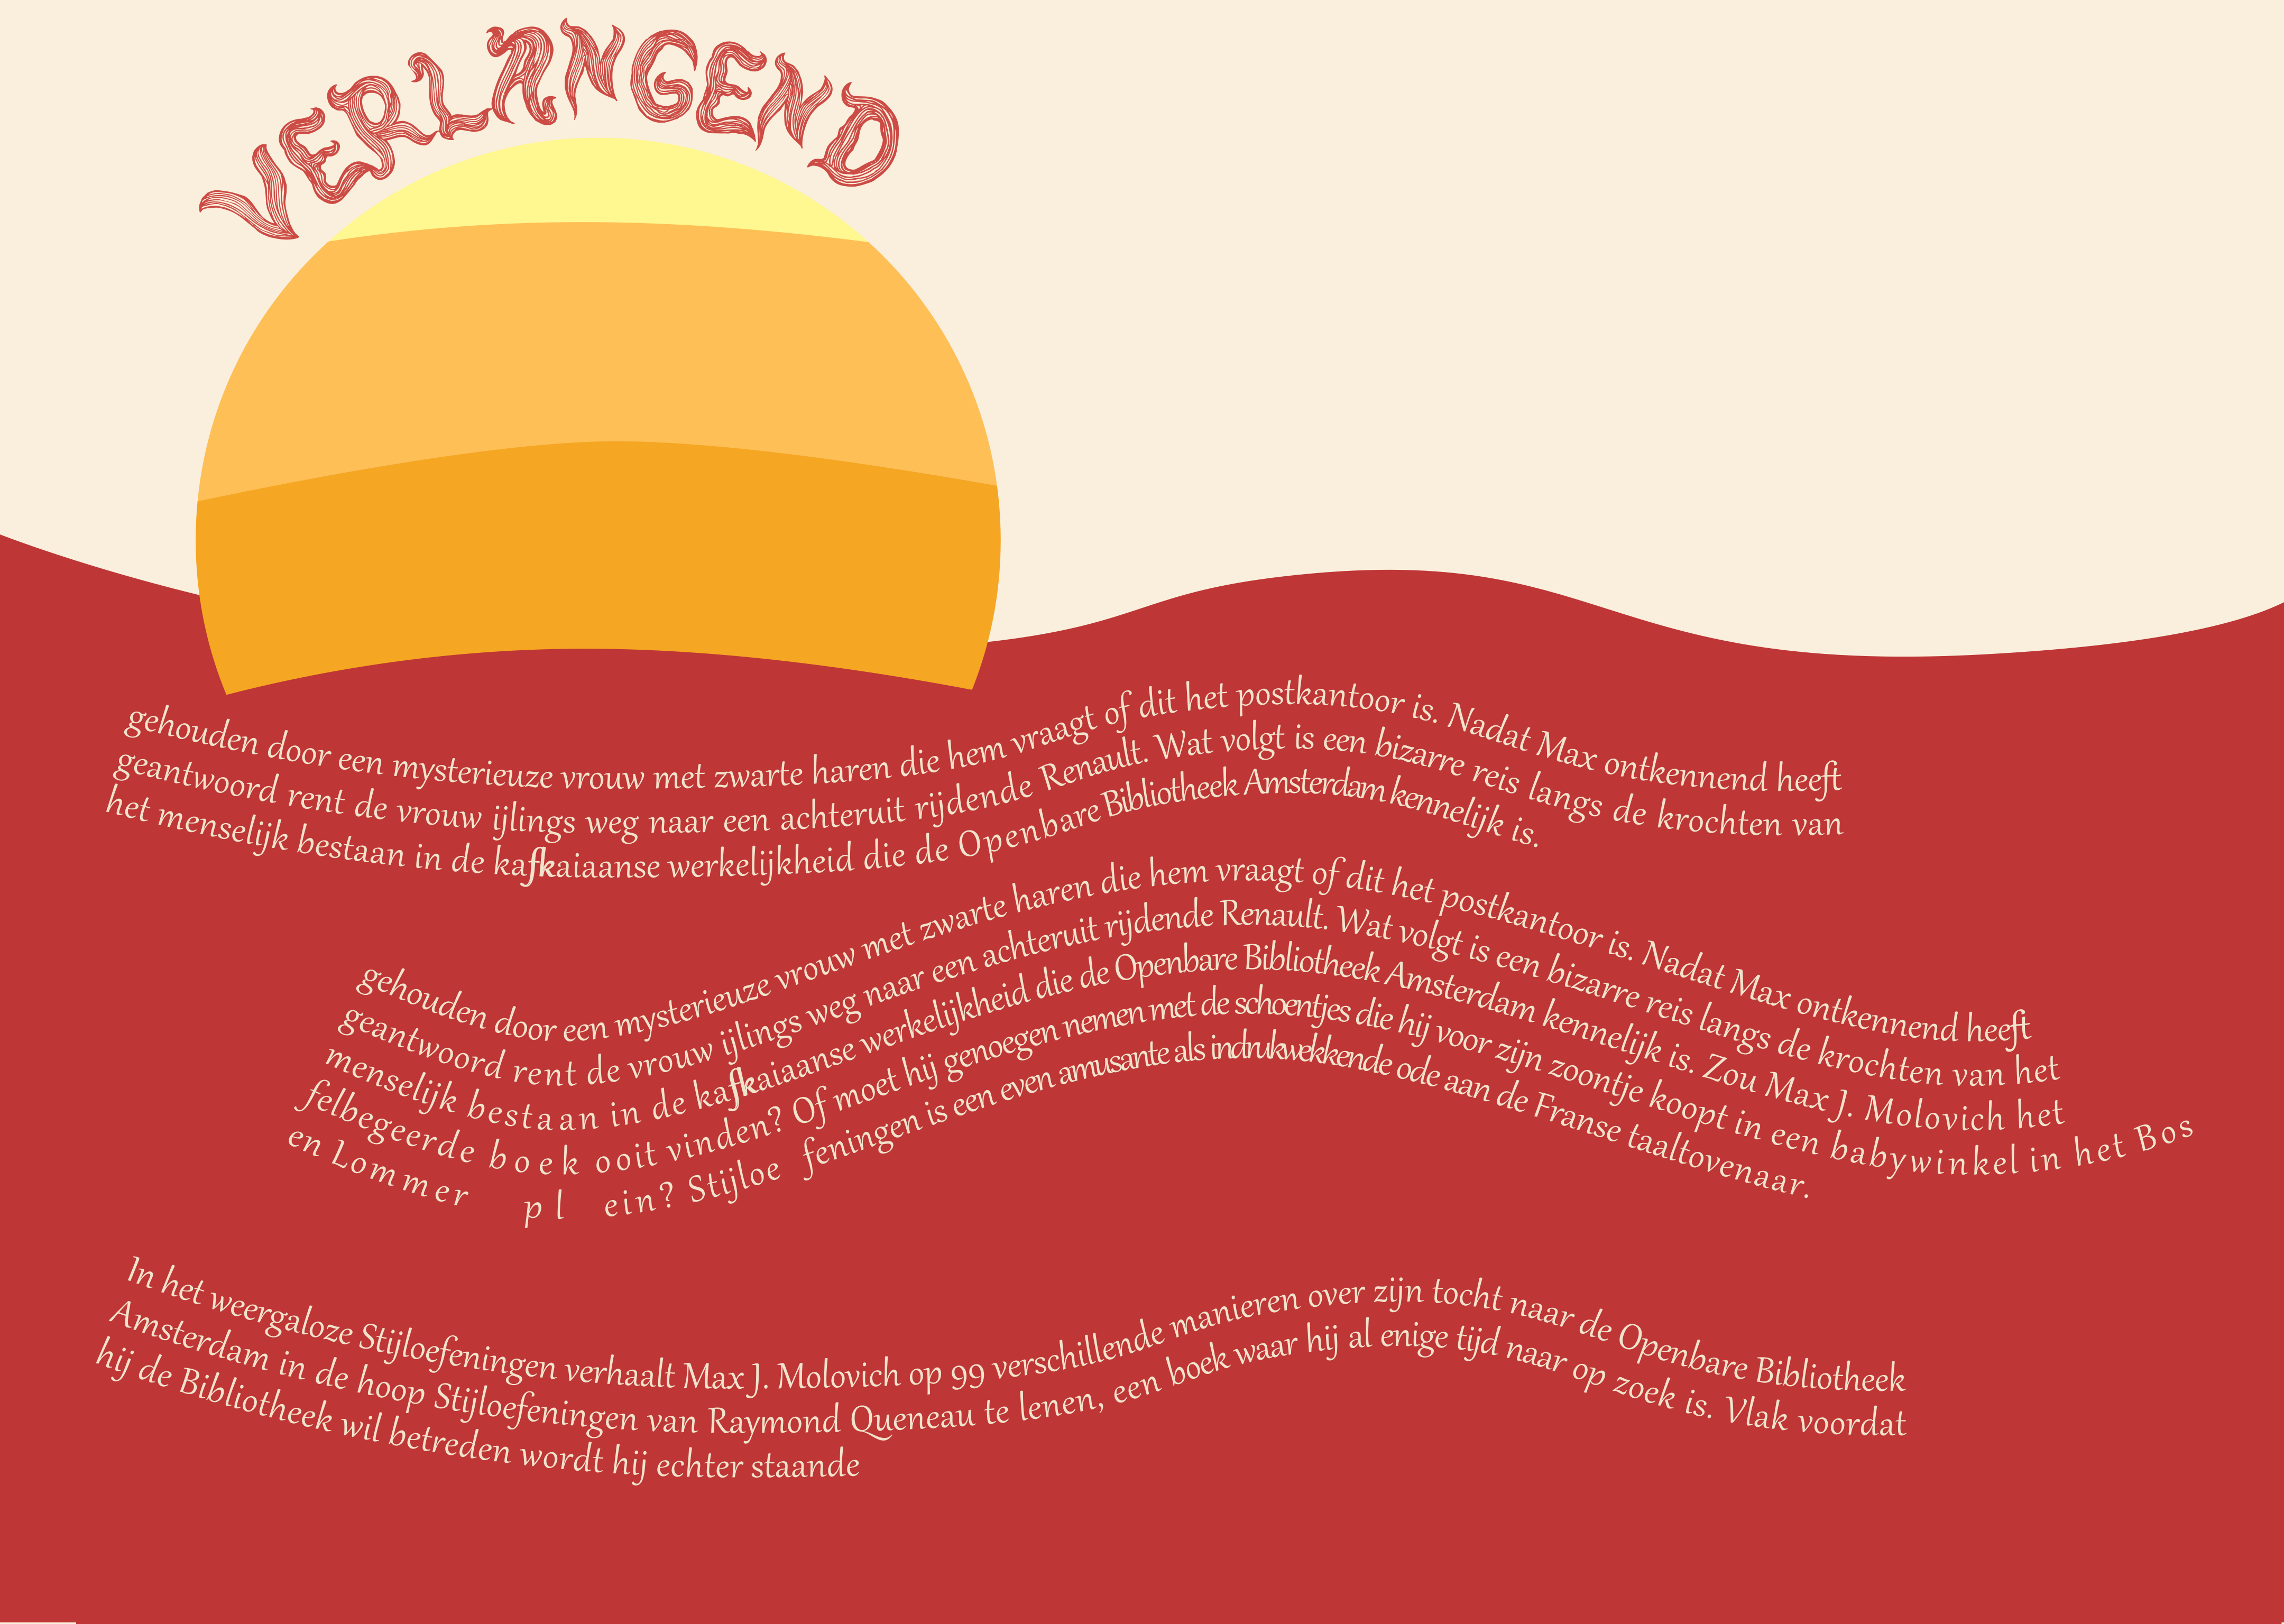 VERLANGEND
gehouden door een mysterieuze vrouw met zwarte haren die hem vraagt of dit het postkantoor is. Nadat Max ontkennend heeft
geantwoord rent de vrouw ijlings weg naar een achteruit rijdende Renault. Wat volgt is een bizarre reis langs de krochten van
het menselijk bestaan in de kafkaiaanse werkelijkheid die de Openbare Bibliotheek Amsterdam kennelijk is.
gehouden door een mysterieuze vrouw met zwarte haren die hem vraagt of dit het postkantoor is. Nadat Max ontkennend heeft
geantwoord rent de vrouw ijlings weg naar een achteruit rijdende Renault. Wat volgt is een bizarre reis langs de krochten van het
menselijk bestaan in de kafkaiaanse werkelijkheid die de Openbare Bibliotheek Amsterdam kennelijk is. Zou Max J. Molovich het
felbegeerde boek ooit vinden? Of moet hij genoegen nemen met de schoentjes die hij voor zijn zoontje koopt in een babywinkel in het Bos
en Lommer pl ein? Stijloe feningen is een even amusante als indrukwekkende ode aan de Franse taaltovenaar.
In het weergaloze Stijloefeningen verhaalt Max J. Molovich op 99 verschillende manieren over zijn tocht naar de Openbare Bibliotheek
Amsterdam in de hoop Stijloefeningen van Raymond Queneau te lenen, een boek waar hij al enige tijd naar op zoek is. Vlak voordat
hij de Bibliotheek wil betreden wordt hij echter staande